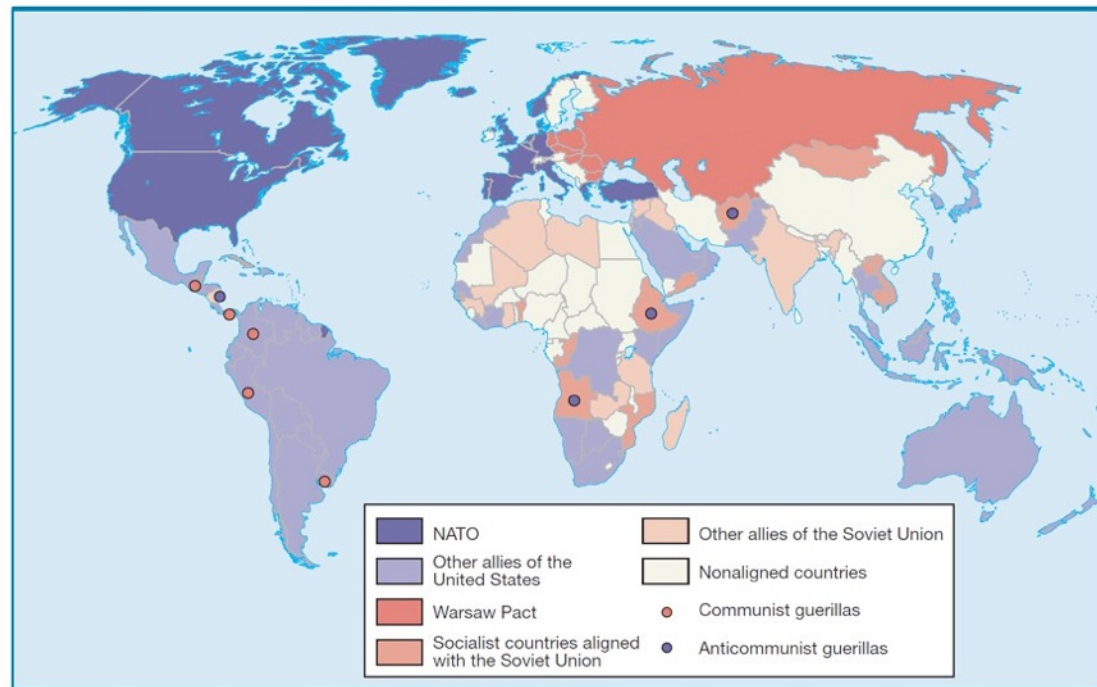 NATO
Other allies of the
United States
Warsaw Pact
Socialist countries aligned
with the Soviet Union
Other allies of the Soviet Union
Nonaligned countries
Communist guerillas
Anticommunist guerillas